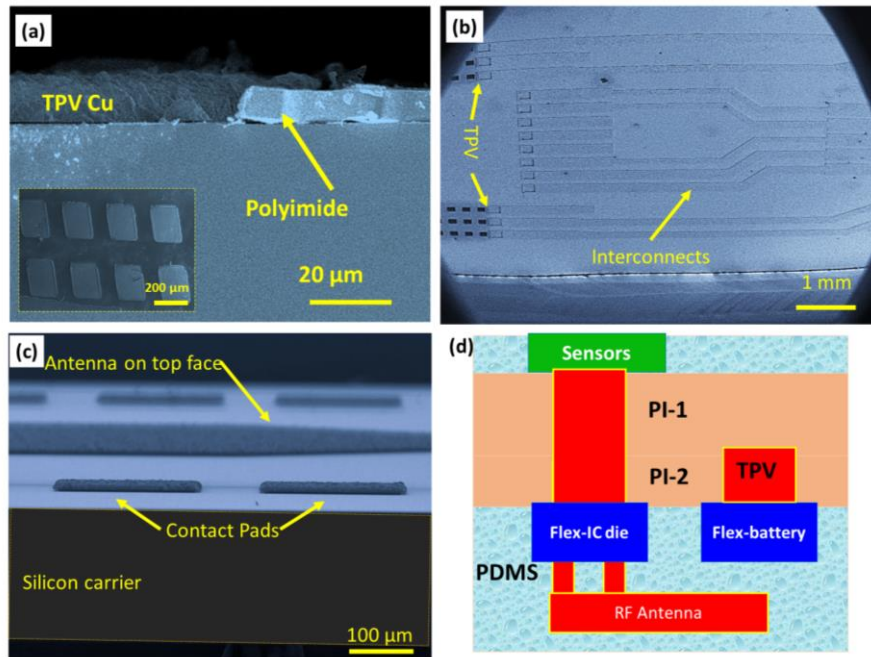 (a)
TPV Cu
Polyimide
20 µm
200 µm
(b)
TPV
Interconnects
1 mm
(c)
Antenna on top face
Contact Pads
Silicon carrier
100 µm
(d)
Sensors
PI-1
PI-2
TPV
Flex-IC die
Flex-battery
PDMS
RF Antenna